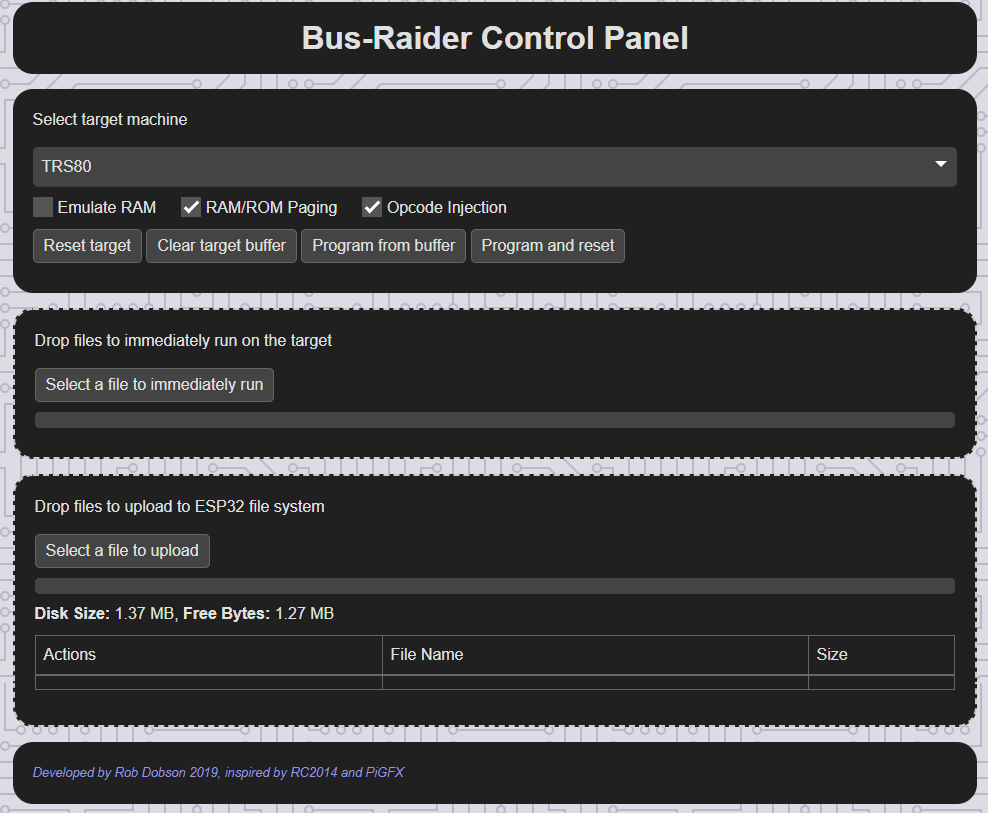 Bus-Raider Control Panel
Select target machine
TRS80
Emulate RAM RAM/ROM Paging Opcode Injection
Reset target Clear target buffer Program from buffer Program and reset
Drop files to immediately run on the target
Select a file to immediately run
Drop files to upload to ESP32 file system
Select a file to upload
Disk Size: 1.37 MB, Free Bytes: 1.27 MB
Actions File Name Size
Developed by Rob Dobson 2019, inspired by RC2014 and PiGFX